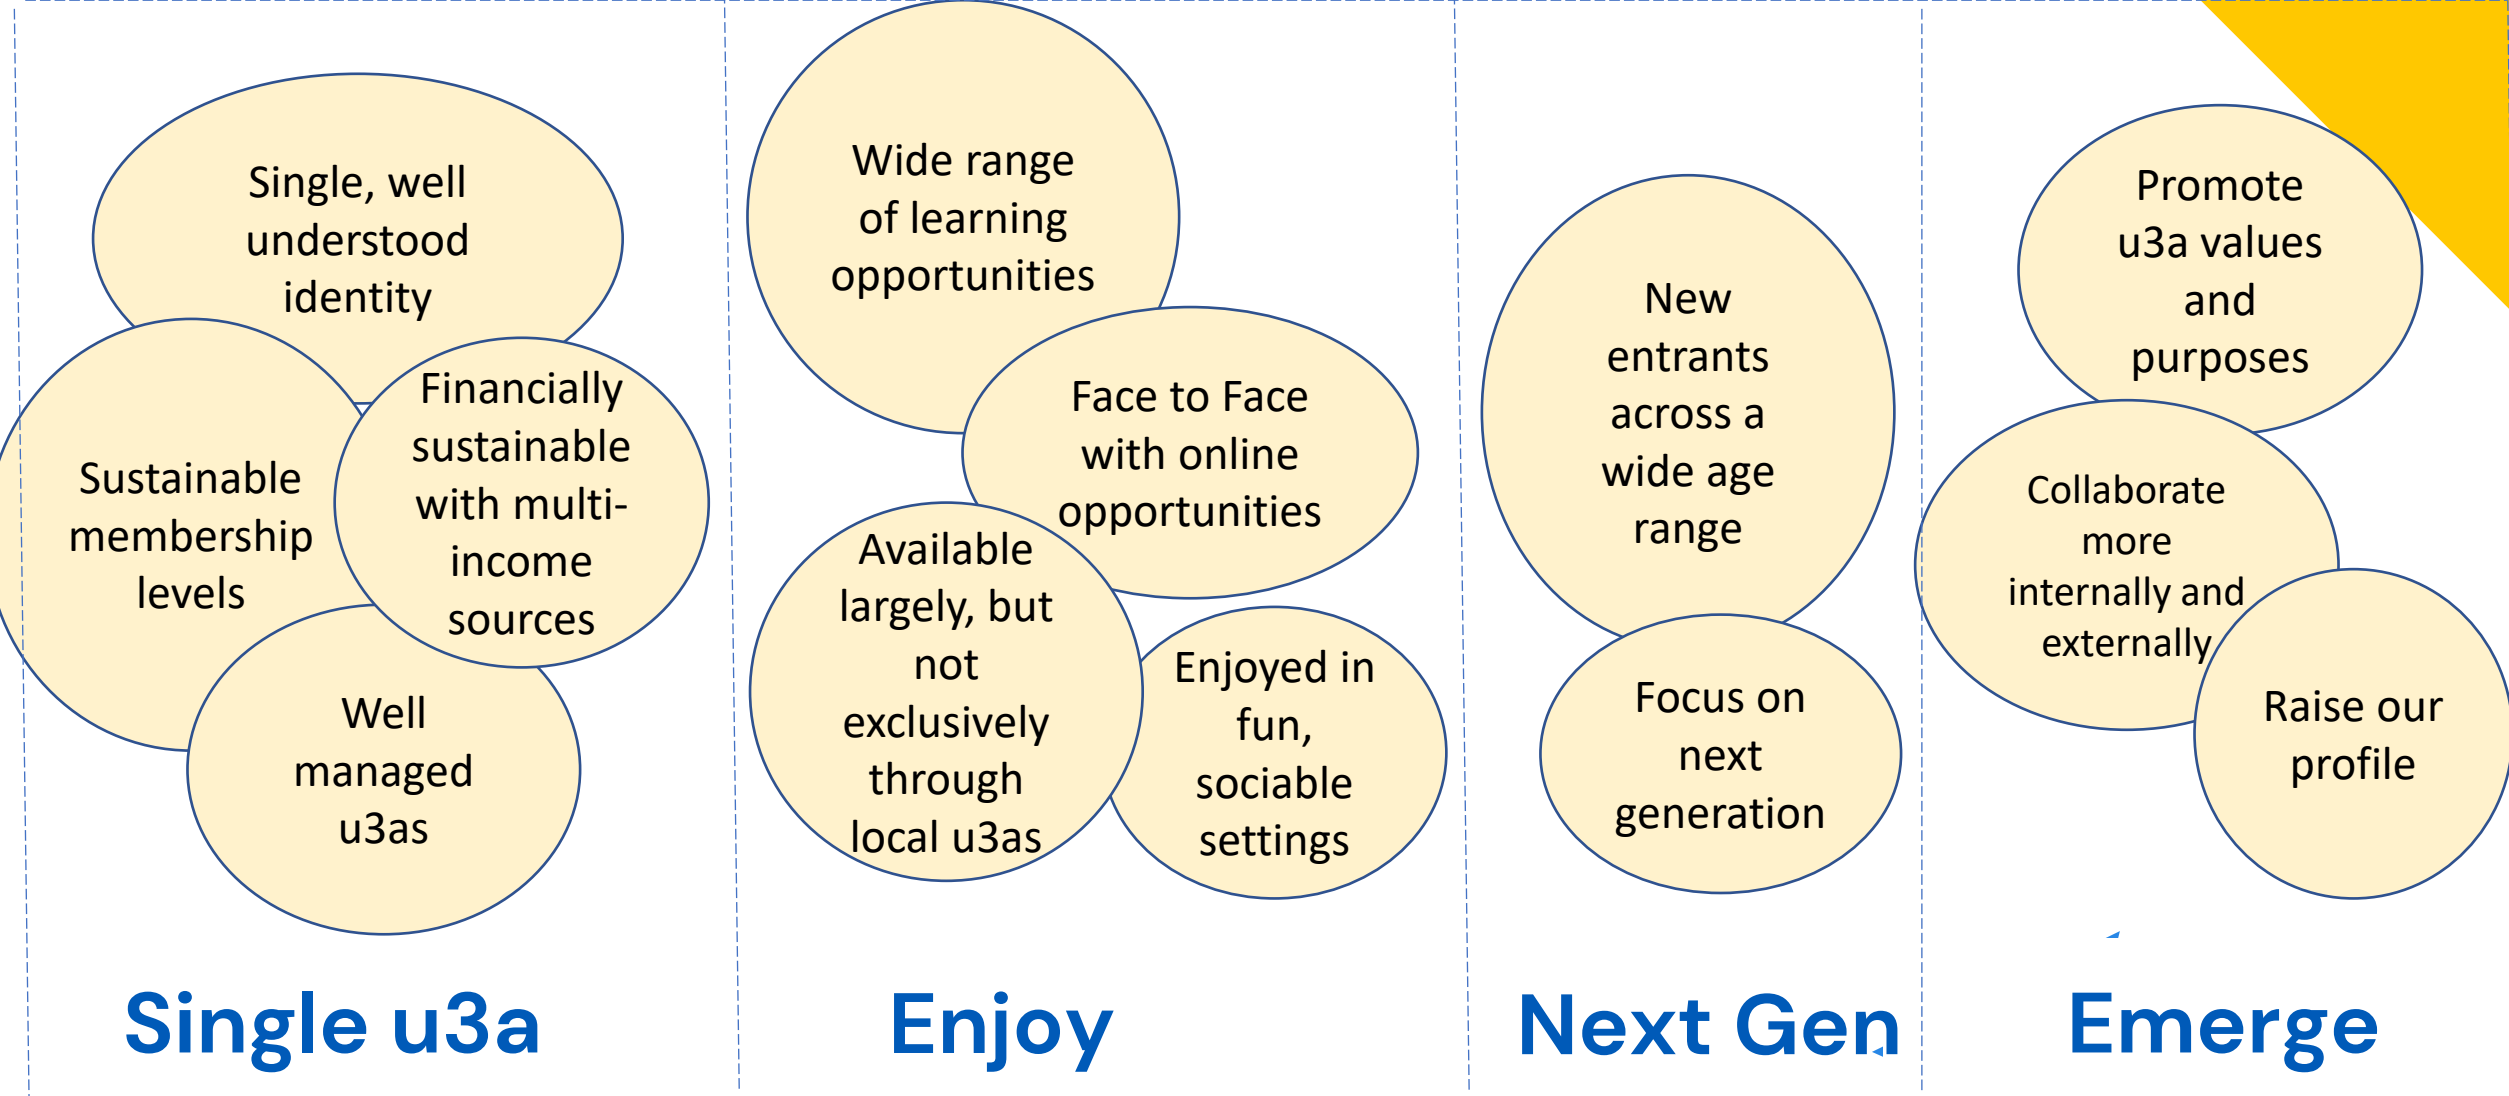 Single, well
understood
identity
Sustainable
membership
levels
Financially
sustainable
with multi-
income
sources
Well
managed
u3as
Single u3a
Wide range
of learning
opportunities
Face to Face
with online
opportunities
Available
largely, but
not
exclusively
through
local u3as
Enjoyed in
fun,
sociable
settings
Enjoy
New
entrants
across a
wide age
range
Focus on
next
generation
Next Gen
Promote
u3a values
and
purposes
Collaborate
more
internally and
externally
Raise our
profile
Emerge